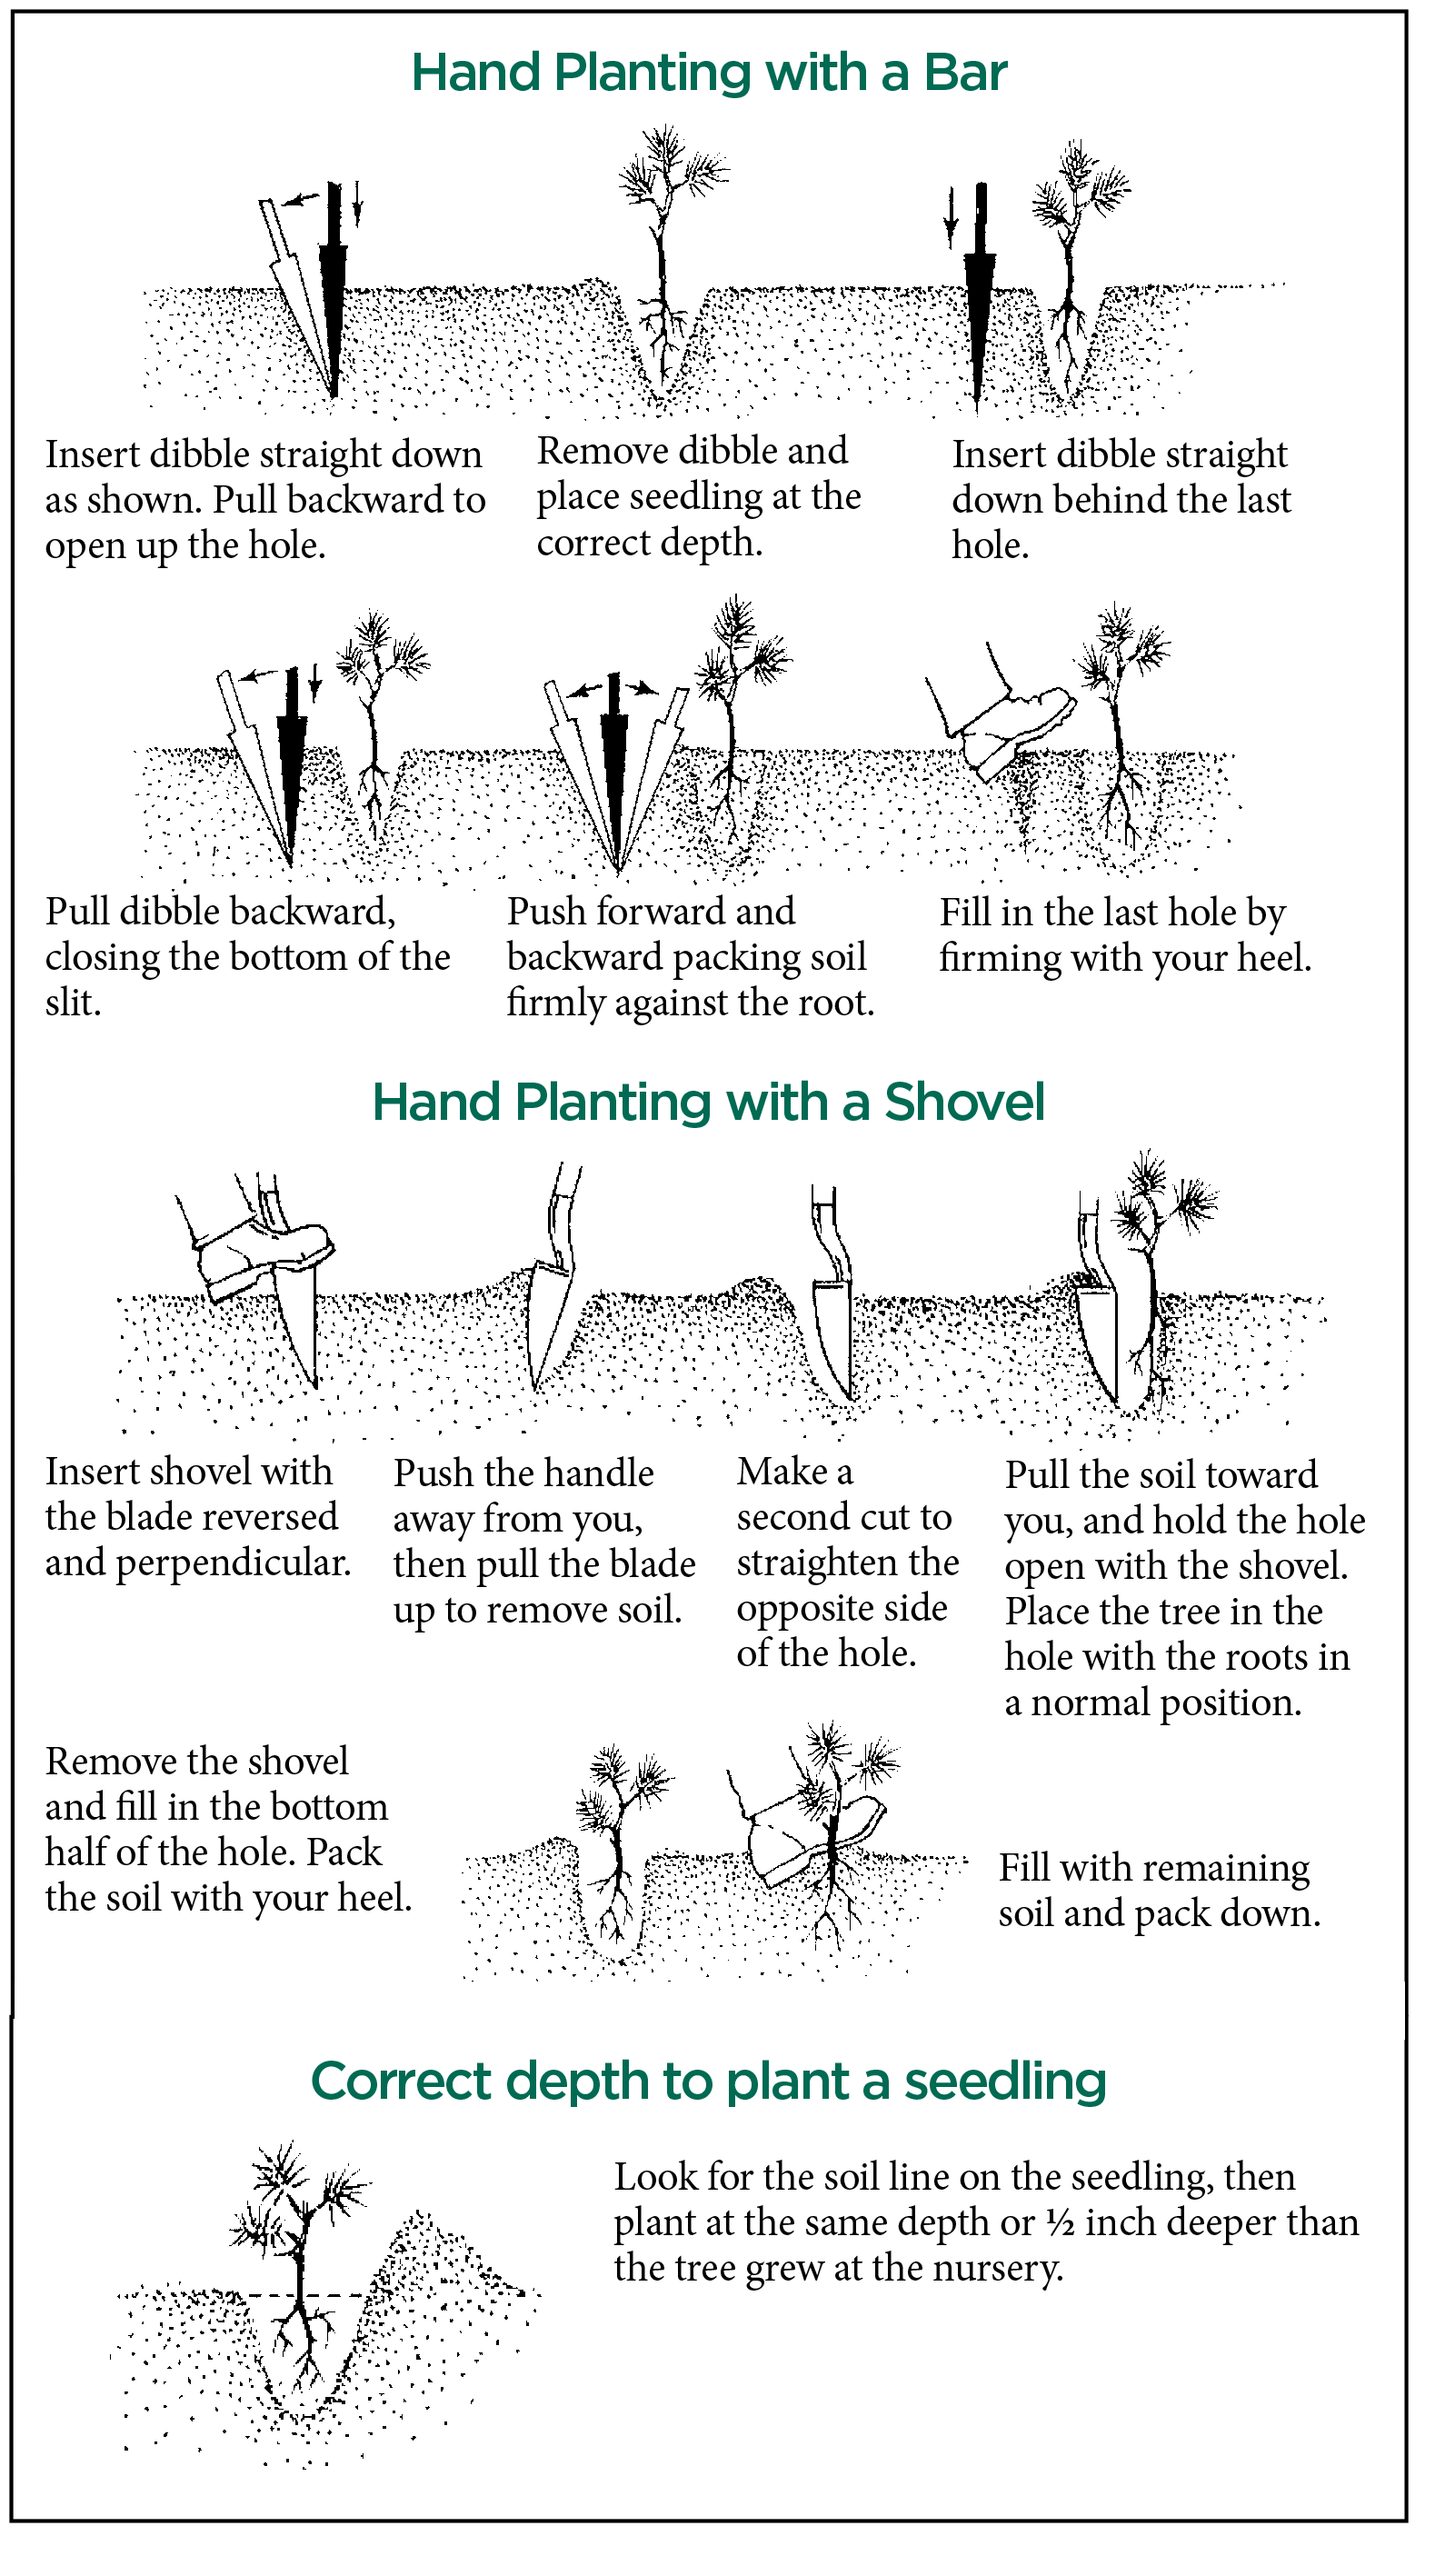 Hand Planting with a Bar
Insert dibble straight down
as shown. Pull backward to
open up the hole.
Remove dibble and
place seedling at the
correct depth.
Insert dibble straight
down behind the last
hole.
Pull dibble backward,
closing the bottom of the
slit.
Push forward and
backward packing soil
firmly against the root.
Fill in the last hole by
firming with your heel.
Hand Planting with a Shovel
Insert shovel with
the blade reversed
and perpendicular.
Push the handle
away from you,
then pull the blade
up to remove soil.
Make a
second cut to
straighten the
opposite side
of the hole.
Pull the soil toward
you, and hold the hole
open with the shovel.
Place the tree in the
hole with the roots in
a normal position.
Remove the shovel
and fill in the bottom
half of the hole. Pack
the soil with your heel.
Fill with remaining
soil and pack down.
Correct depth to plant a seedling
Look for the soil line on the seedling, then
plant at the same depth or ½ inch deeper than
the tree grew at the nursery.